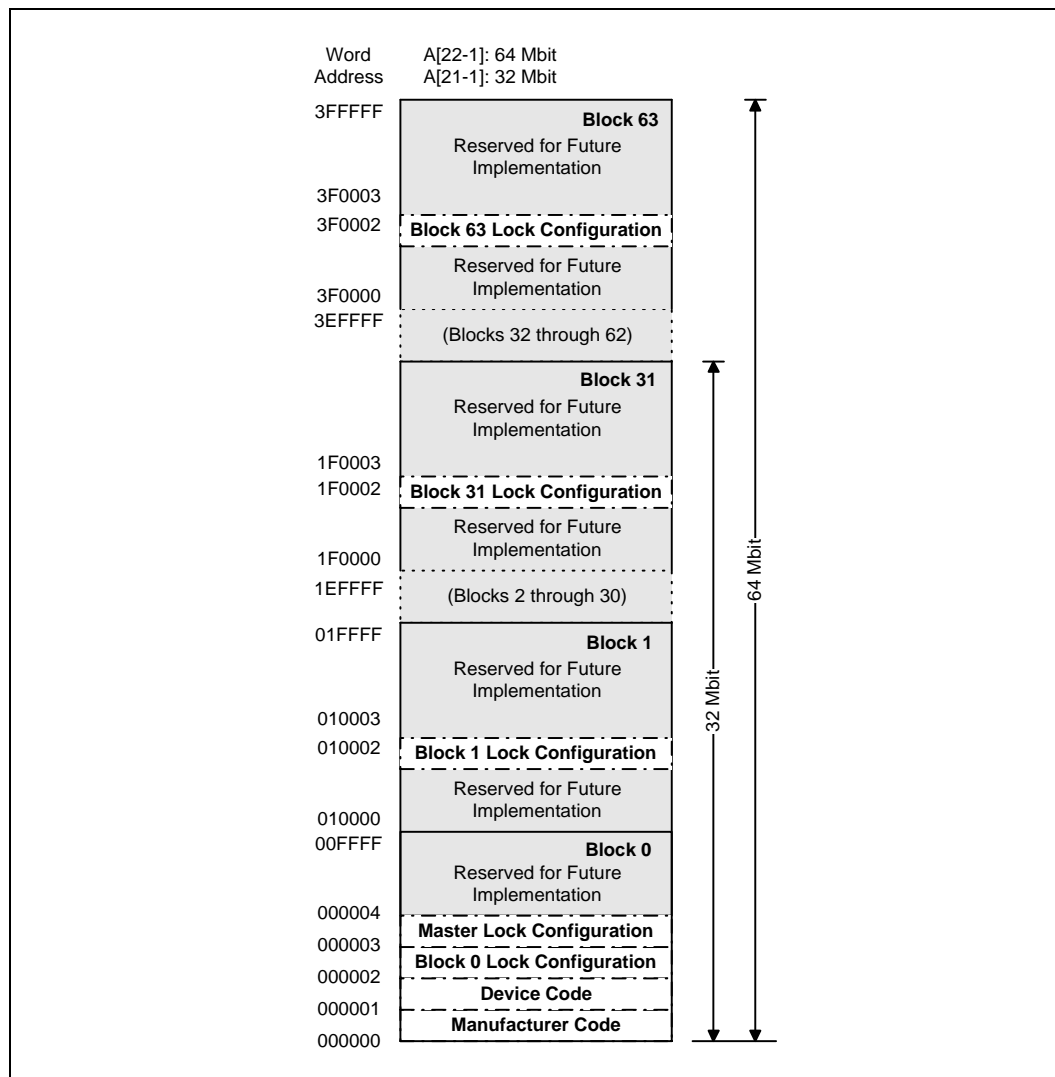 Word Address
A[22-1]: 64 Mbit
A[21-1]: 32 Mbit
3FFFFF
Block 63
Reserved for Future
Implementation
3F0003
3F0002
Block 63 Lock Configuration
Reserved for Future
Implementation
3F0000
3EFFFF
(Blocks 32 through 62)
Block 31
Reserved for Future
Implementation
1F0003
1F0002
Block 31 Lock Configuration
Reserved for Future
Implementation
1F0000
1EFFFF
(Blocks 2 through 30)
01FFFF
Block 1
Reserved for Future
Implementation
010003
010002
Block 1 Lock Configuration
Reserved for Future
Implementation
010000
00FFFF
Block 0
Reserved for Future
Implementation
000004
Master Lock Configuration
000003
Block 0 Lock Configuration
000002
Device Code
000001
Manufacturer Code
000000
32 Mbit
64 Mbit